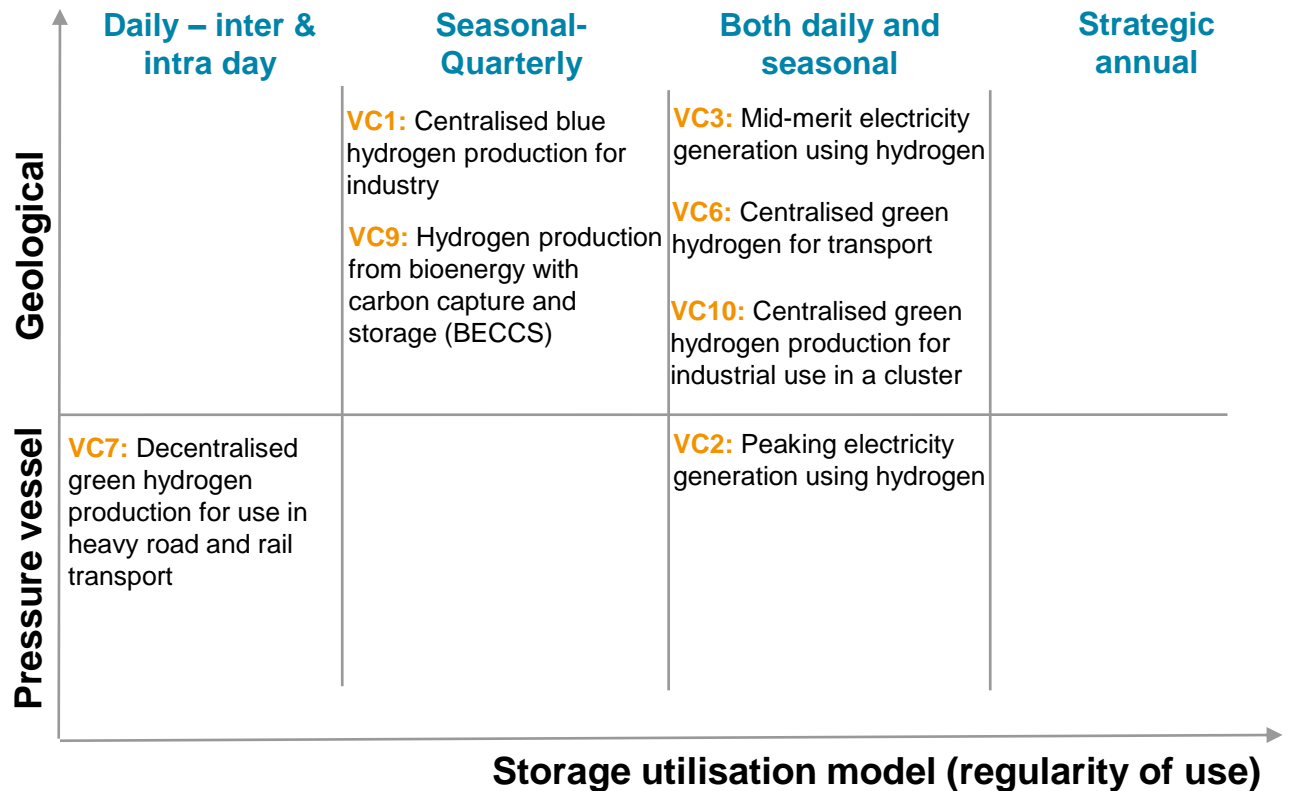 Daily – inter &
intra day
Seasonal-
Quarterly
Both daily and
seasonal
Strategic
annual
Geological
VC1: Centralised blue
hydrogen production for
industry
VC9: Hydrogen production
from bioenergy with
carbon capture and
storage (BECCS)
VC3: Mid-merit electricity
generation using hydrogen
VC6: Centralised green
hydrogen for transport
VC10: Centralised green
hydrogen production for
industrial use in a cluster
Pressure vessel
VC7: Decentralised
green hydrogen
production for use in
heavy road and rail
transport
VC2: Peaking electricity
generation using hydrogen
Storage utilisation model (regularity of use)